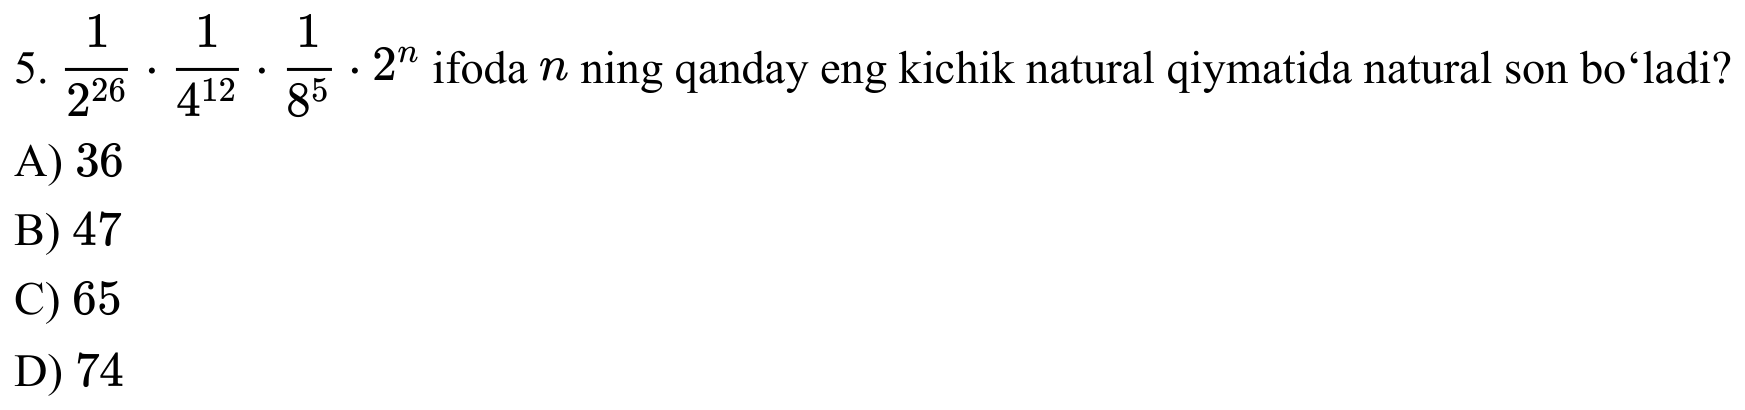 5. $\frac{1}{2^{26}} \cdot \frac{1}{4^{12}} \cdot \frac{1}{8^5} \cdot 2^n$ ifoda $n$ ning qanday eng kichik natural qiymatida natural son bo‘ladi?
A) 36
B) 47
C) 65
D) 74